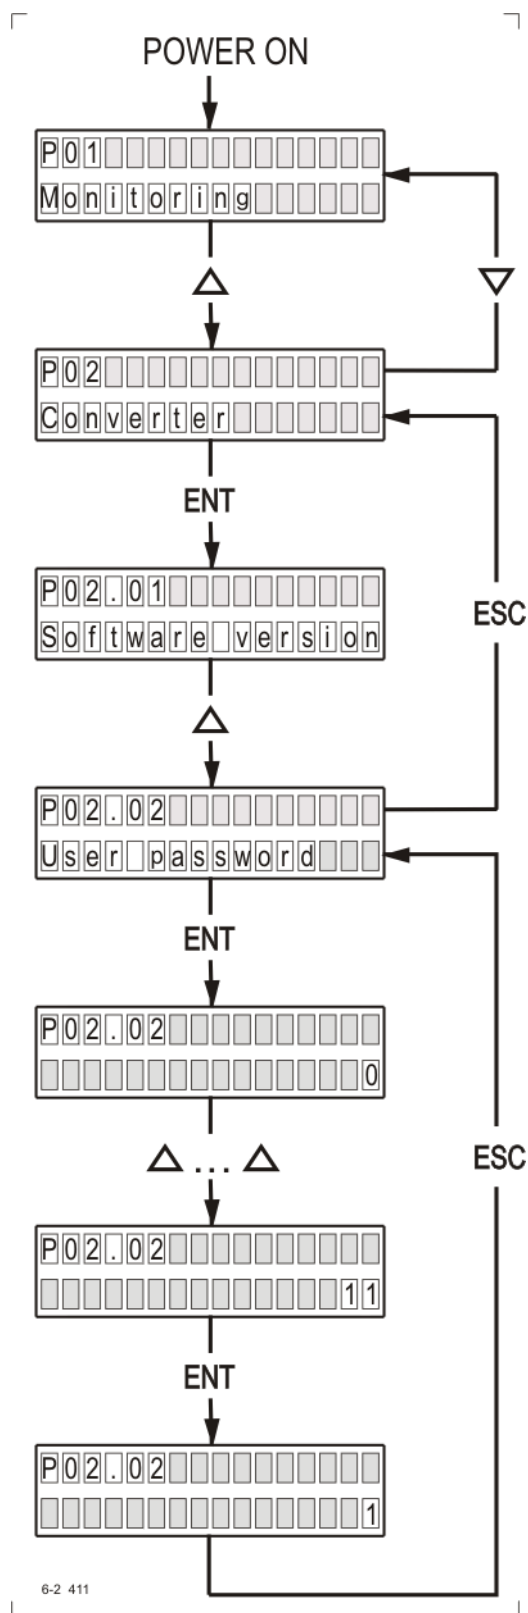 POWER ON
P01
Monitoring
P02
Converter
ENT
P02.01
Software version
ESC
P02.02
User password
ENT
P02.02
0
ESC
...
P02.02
11
ENT
P02.02
1
6-2 411